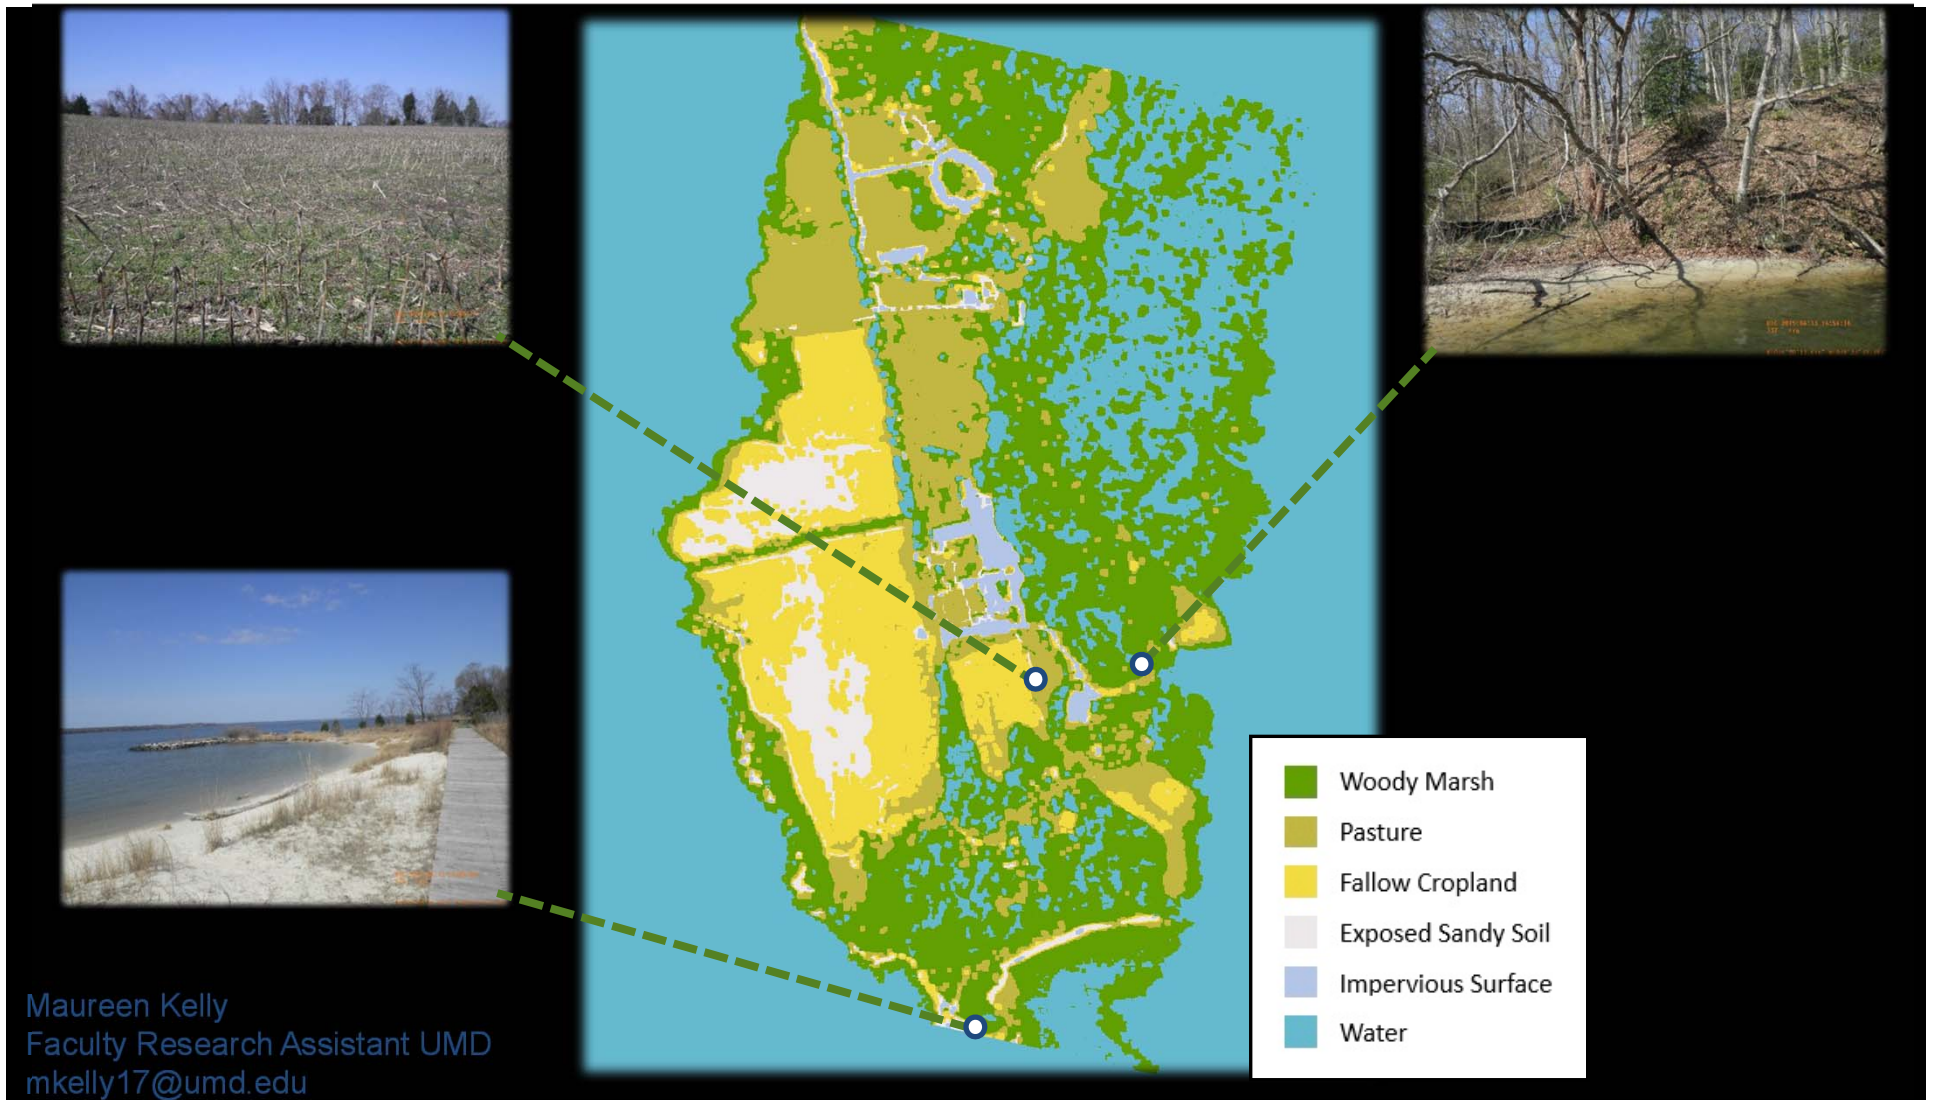 Woody Marsh
Pasture
Fallow Cropland
Exposed Sandy Soil
Impervious Surface
Water
Maureen Kelly
Faculty Research Assistant UMD
mkelly17@umd.edu